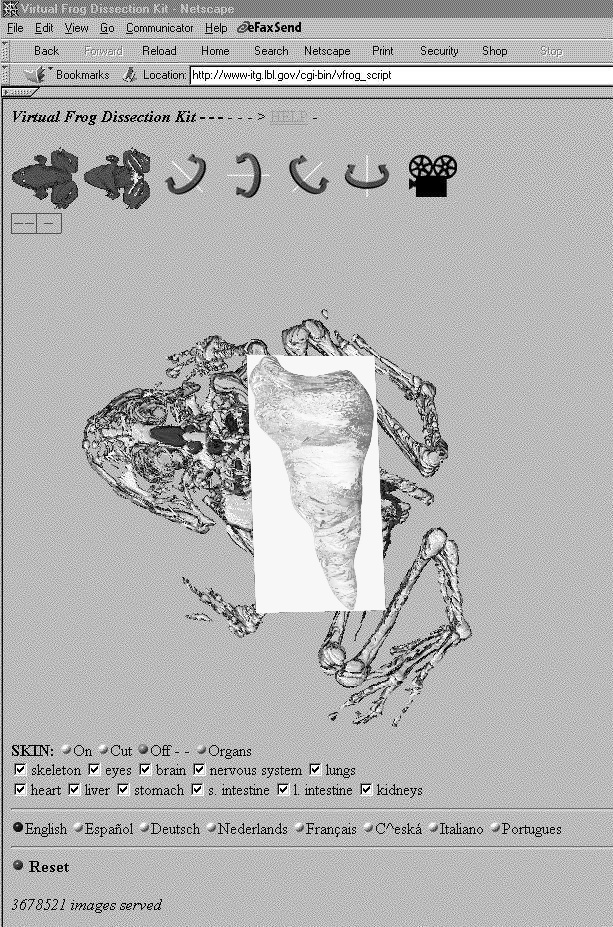 Virtual Frog Dissection Kit - Netscape
File Edit View Go Communicator Help eFaxSend
Back Forward Reload Home Search Netscape Print Security Shop Stop
Bookmarks Location: http://www-itg.lbl.gov/cgi-bin/vfrog_script
Virtual Frog Dissection Kit - - - - - - > HELP -
SKIN: On Cut Off - - Organs
skeleton eyes brain nervous system lungs
heart liver stomach s. intestine l. intestine kidneys
English Español Deutsch Nederlands Français C^eská Italiano Portugues
Reset
3678521 images served